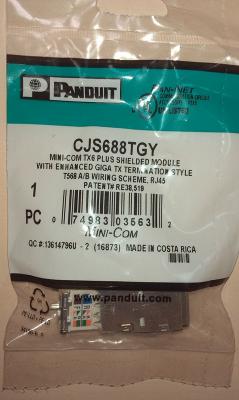 PANDUIT
PAN-NET
CJS688TGY
MINI-COM TX6 PLUS SHIELDED MODULE
WITH ENHANCED GIGA TX TERMINATION STYLE
T568 A/B WIRING SCHEME, RJ45
PATENT# RE38,519
1
PC
0 74983 03563 2
MINI-COM
QC #:13614796U - 2 (16873) MADE IN COSTA RICA
www.panduit.com